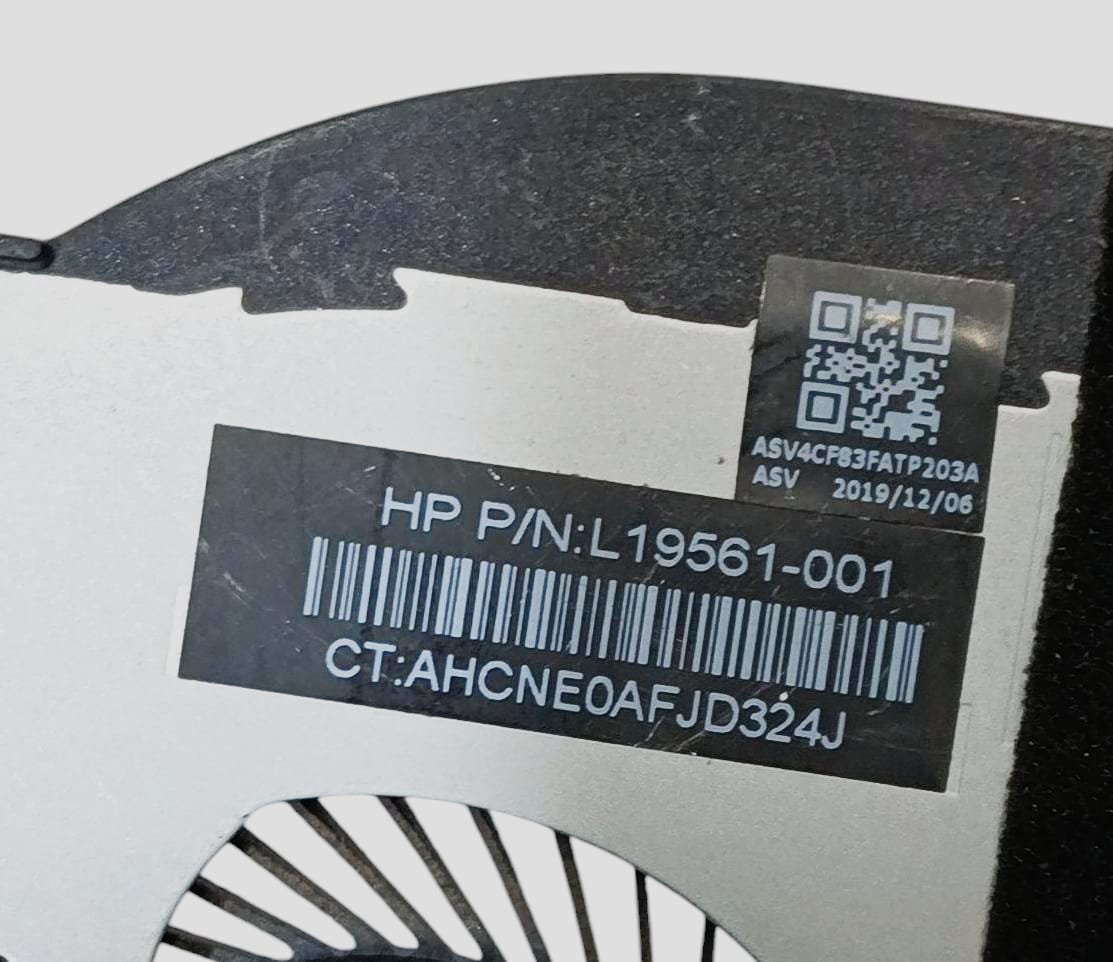 ASV4CF83FATP203A
ASV 2019/12/06
HP P/N:L19561-001
CT:AHCNE0AFJD324J